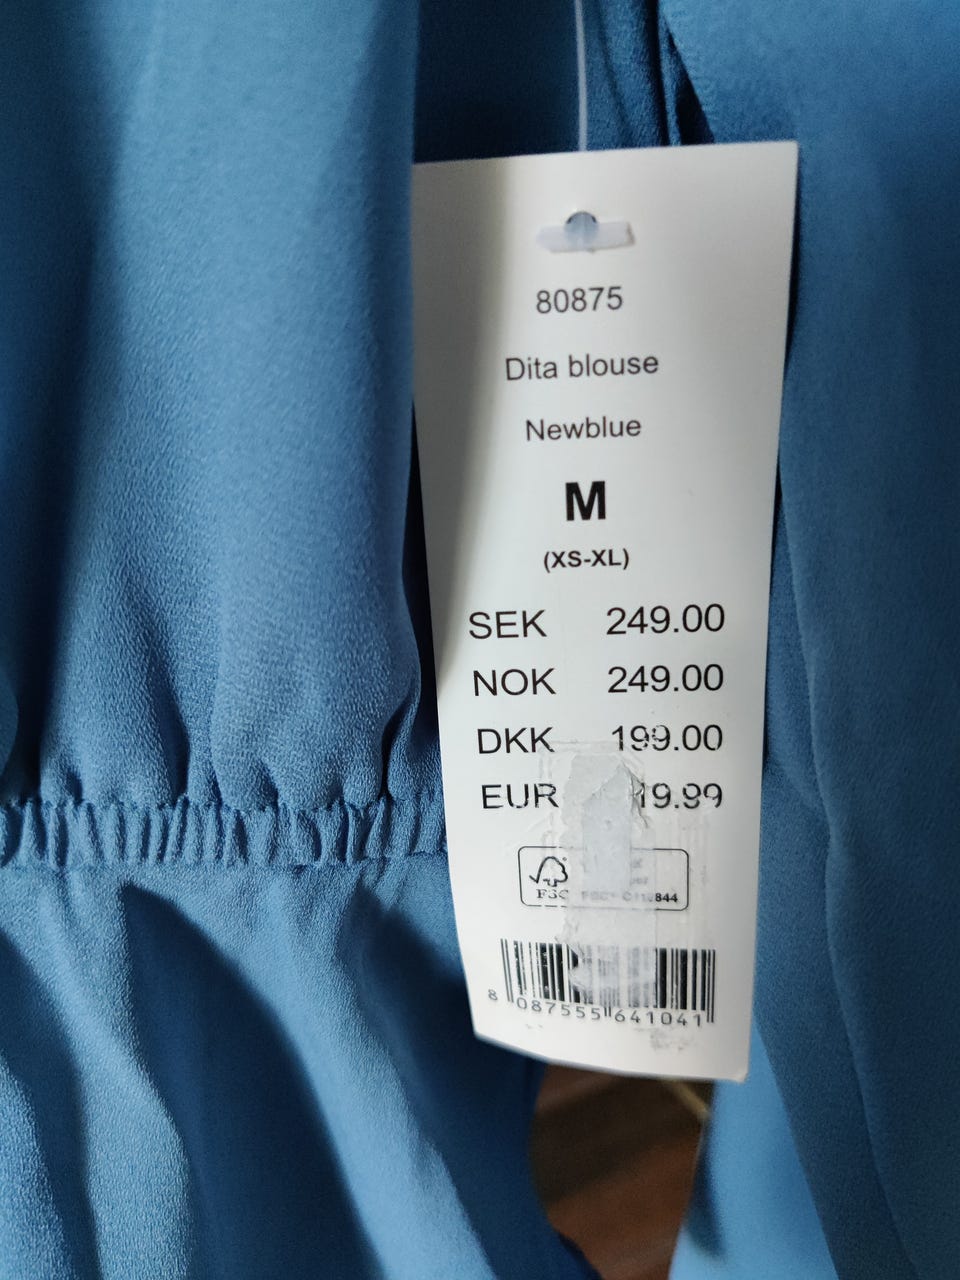 80875
Dita blouse
Newblue
M
(XS-XL)
SEK 249.00
NOK 249.00
DKK 199.00
EUR 19.99
FSC
8 087555 641041